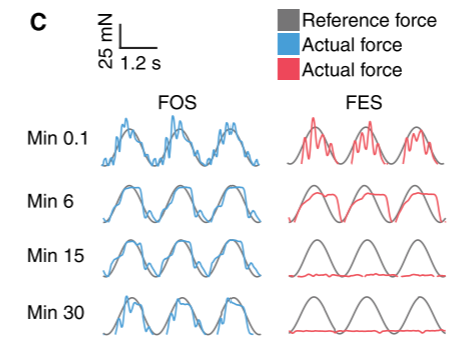 C
25 mN
1.2 s
Reference force
Actual force
Actual force
FOS
FES
Min 0.1
Min 6
Min 15
Min 30